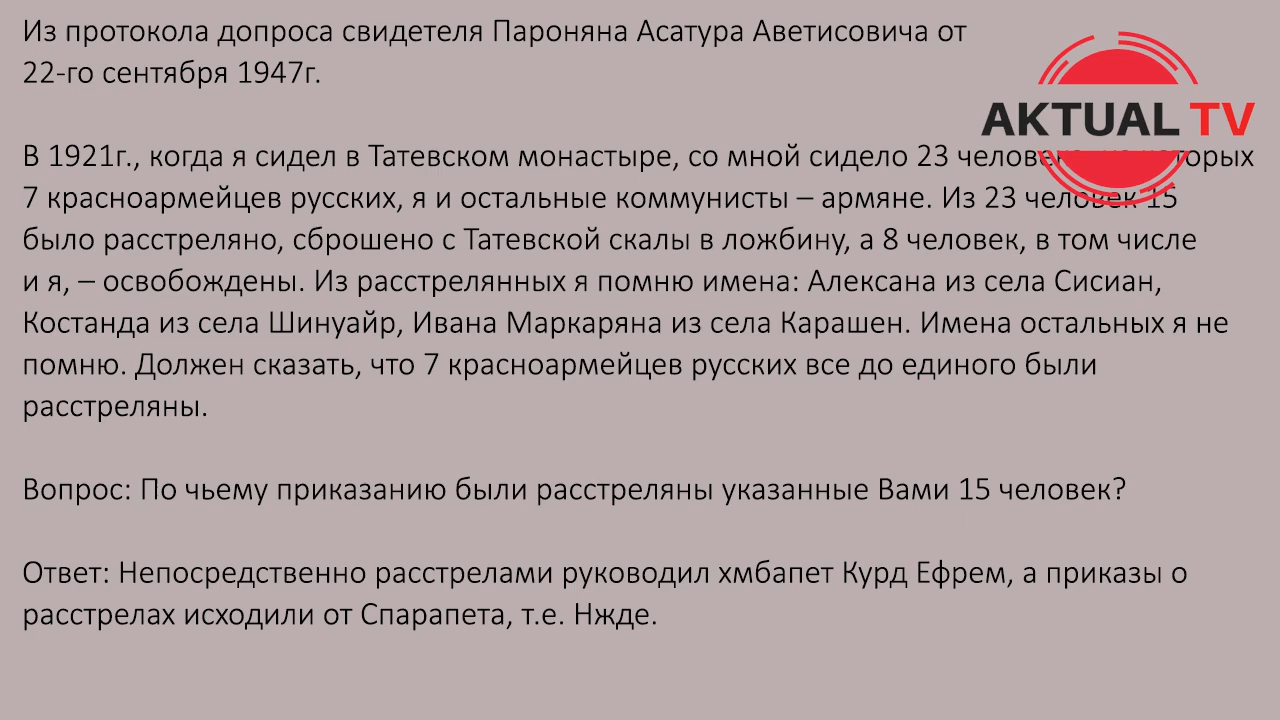 Из протокола допроса свидетеля Пароняна Асатура Аветисовича от
22-го сентября 1947г.
AKTUAL TV
В 1921г., когда я сидел в Татевском монастыре, со мной сидело 23 человека, из которых
7 красноармейцев русских, я и остальные коммунисты – армяне. Из 23 человек 15
было расстреляно, сброшено с Татевской скалы в ложбину, а 8 человек, в том числе
и я, – освобождены. Из расстрелянных я помню имена: Алексана из села Сисиан,
Костанда из села Шинуайр, Ивана Маркаряна из села Карашен. Имена остальных я не
помню. Должен сказать, что 7 красноармейцев русских все до единого были
расстреляны.
Вопрос: По чьему приказанию были расстреляны указанные Вами 15 человек?
Ответ: Непосредственно расстрелами руководил хмбапет Курд Ефрем, а приказы о
расстрелах исходили от Спарапета, т.е. Нжде.